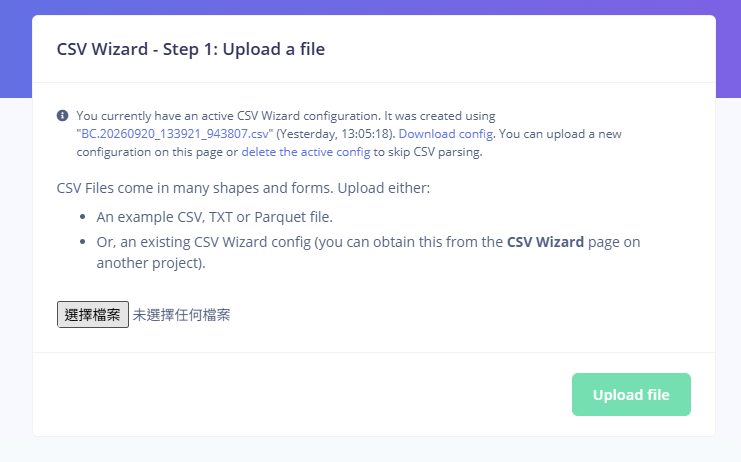 CSV Wizard - Step 1: Upload a file
You currently have an active CSV Wizard configuration. It was created using
"BC.20260920_133921_943807.csv" (Yesterday, 13:05:18). Download config. You can upload a new
configuration on this page or delete the active config to skip CSV parsing.
CSV Files come in many shapes and forms. Upload either:
• An example CSV, TXT or Parquet file.
• Or, an existing CSV Wizard config (you can obtain this from the CSV Wizard page on
another project).
選擇檔案 未選擇任何檔案
Upload file